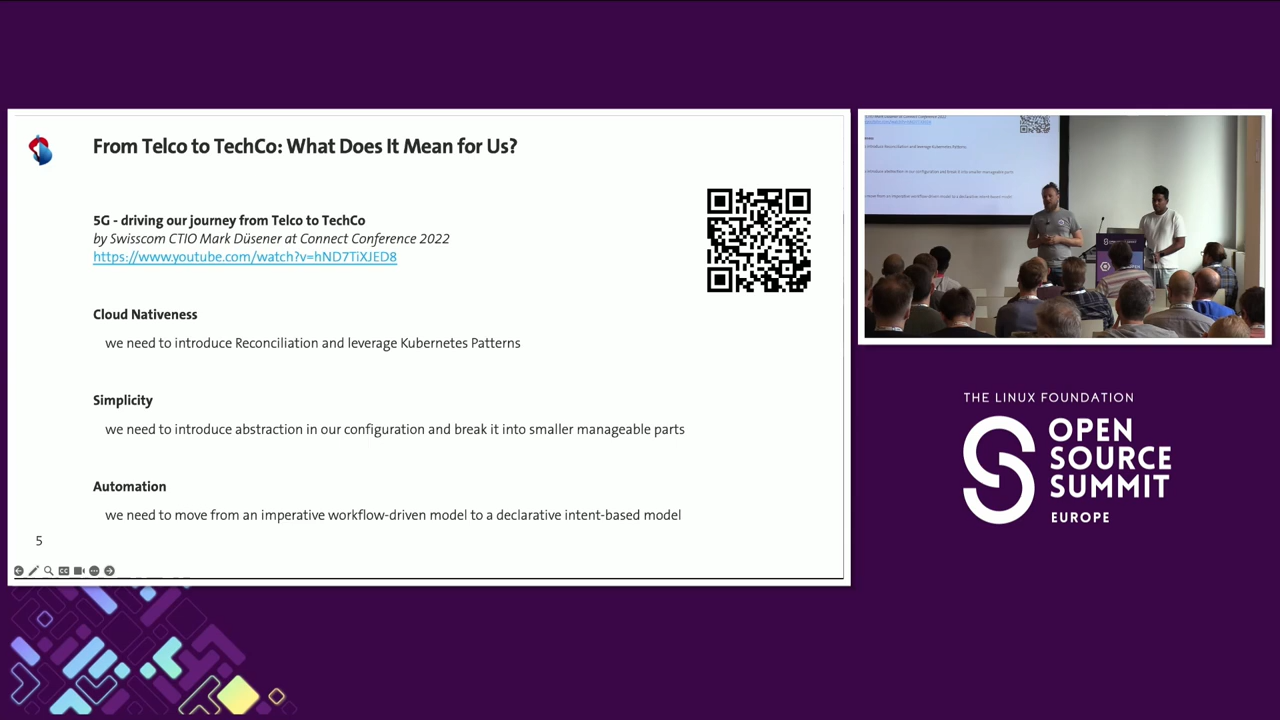 From Telco to TechCo: What Does It Mean for Us?
5G - driving our journey from Telco to TechCo
by Swisscom CTIO Mark Düsener at Connect Conference 2022
https://www.youtube.com/watch?v=hND7TiXJED8
Cloud Nativeness
we need to introduce Reconciliation and leverage Kubernetes Patterns
Simplicity
we need to introduce abstraction in our configuration and break it into smaller manageable parts
Automation
we need to move from an imperative workflow-driven model to a declarative intent-based model
5
THE LINUX FOUNDATION
OPEN
SOURCE
SUMMIT
EUROPE